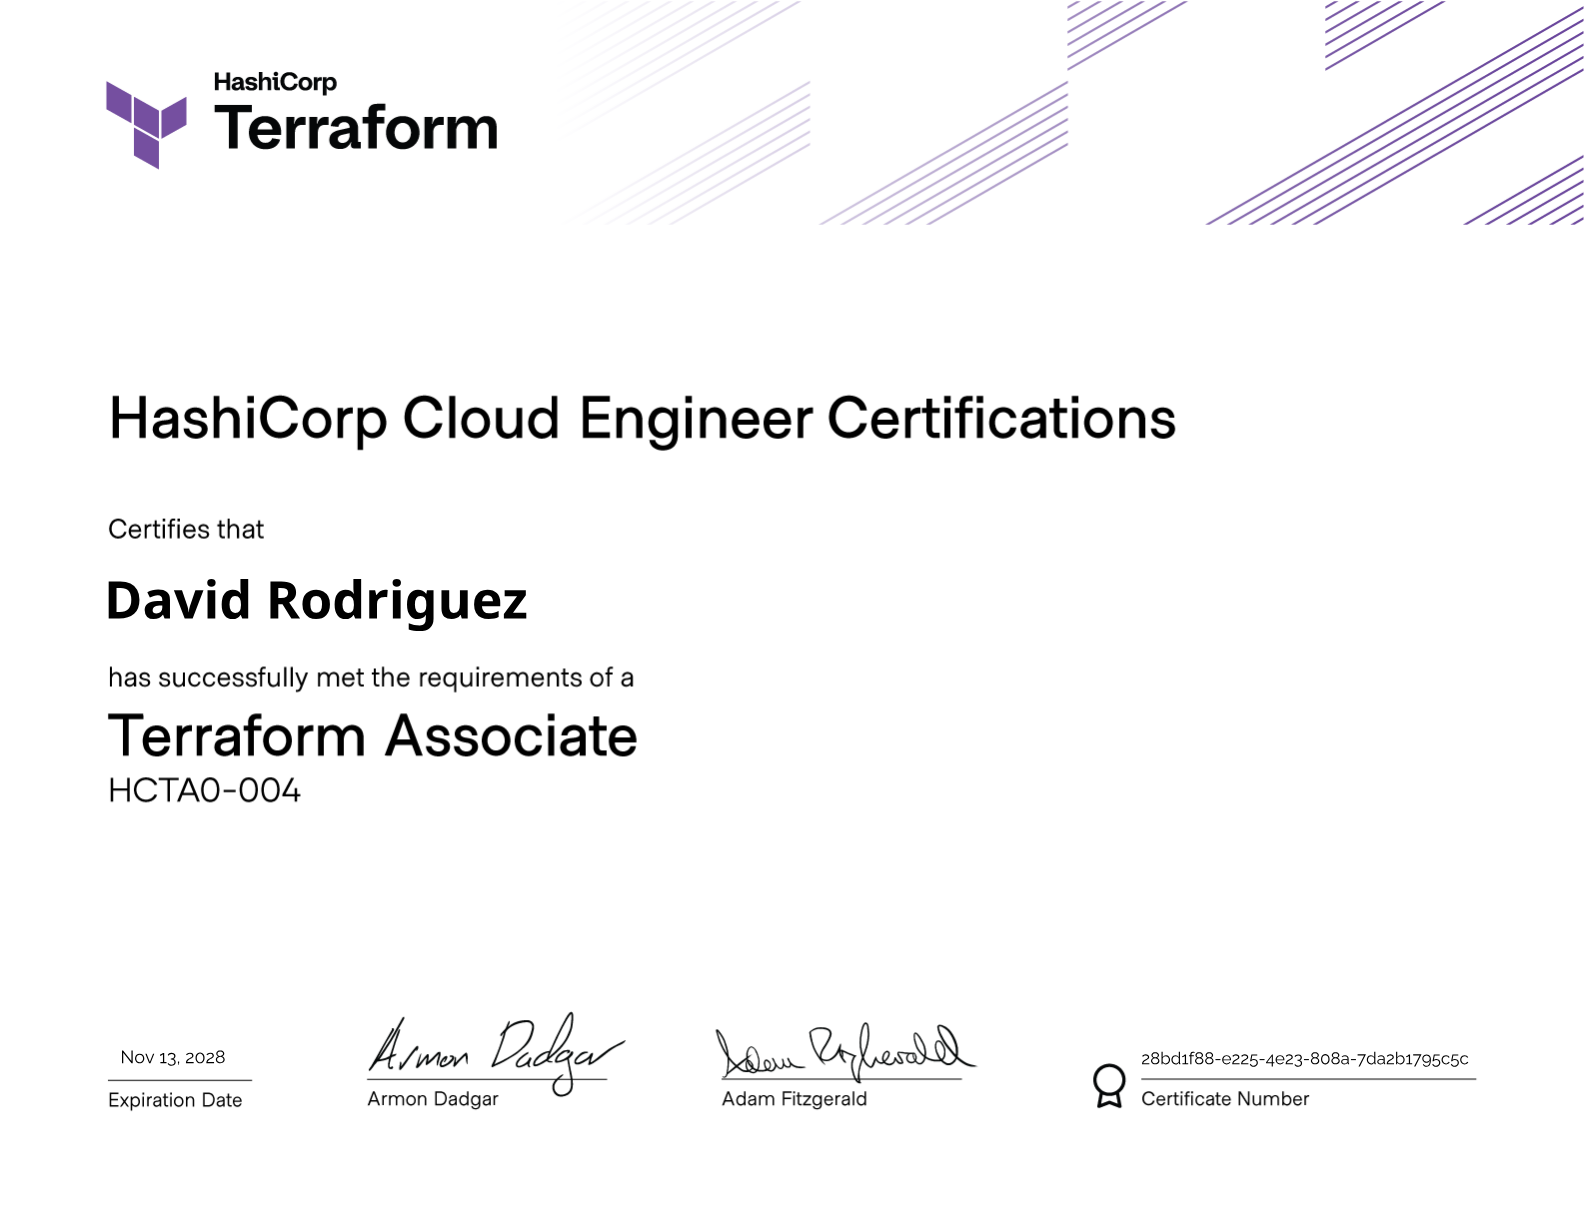 HashiCorp
Terraform
HashiCorp Cloud Engineer Certifications
Certifies that
David Rodriguez
has successfully met the requirements of a
Terraform Associate
HCTA0-004
Armon Dadgar
Adam Fitzgerald
Nov 13, 2028
28bd1f88-e225-4e23-808a-7da2b1795c5c
Expiration Date
Armon Dadgar
Adam Fitzgerald
Certificate Number